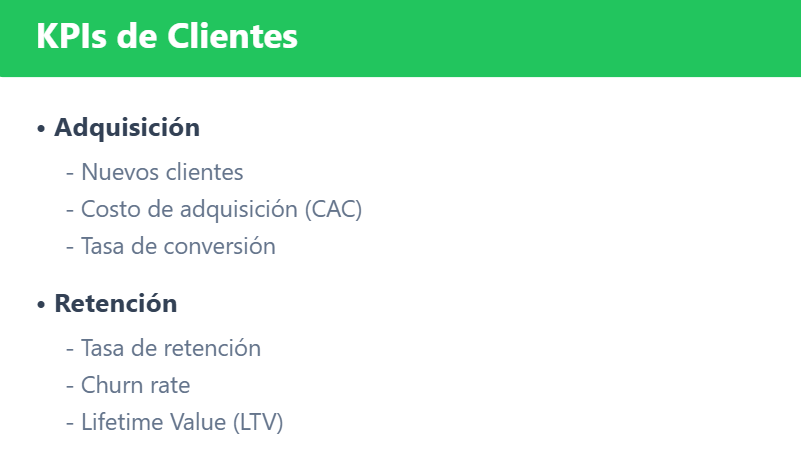 KPIs de Clientes
• Adquisición
- Nuevos clientes
- Costo de adquisición (CAC)
- Tasa de conversión
• Retención
- Tasa de retención
- Churn rate
- Lifetime Value (LTV)